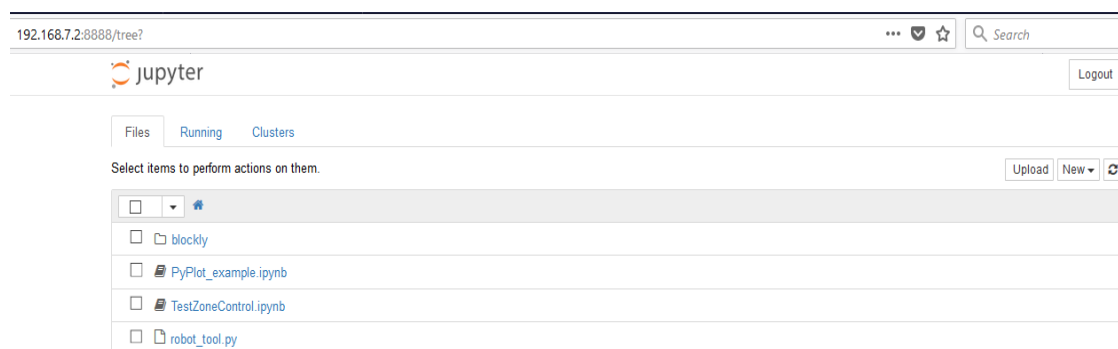 192.168.7.2:8888/tree?
Search
jupyter
Logout
Files Running Clusters
Select items to perform actions on them.
Upload New
blockly
PyPlot_example.ipynb
TestZoneControl.ipynb
robot_tool.py